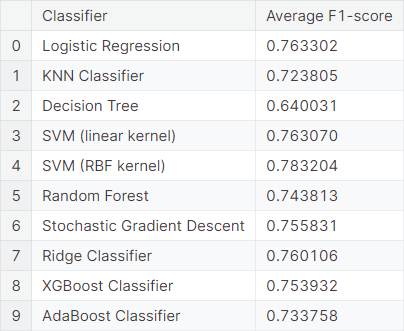 Classifier Average F1-score
0 Logistic Regression 0.763302
1 KNN Classifier 0.723805
2 Decision Tree 0.640031
3 SVM (linear kernel) 0.763070
4 SVM (RBF kernel) 0.783204
5 Random Forest 0.743813
6 Stochastic Gradient Descent 0.755831
7 Ridge Classifier 0.760106
8 XGBoost Classifier 0.753932
9 AdaBoost Classifier 0.733758